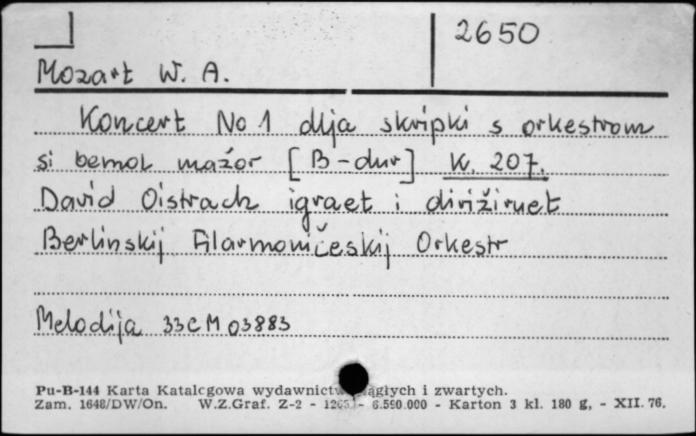 2650
Mozart W. A.
Koncert No 1 dlja skripki s orkestrom
si bemol mažor [B-dur] K. 207.
David Oistrach igraet i dirižiruet
Berlinskij Filarmoničeskij Orkestr
Melodija 33CM 03883
Pu-B-144 Karta Katalogowa wydawnictw ciągłych i zwartych.
Zam. 1648/DW/On. W.Z.Graf. Z-2 - 6.590.000 - Karton 3 kl. 180 g, - XII. 76.